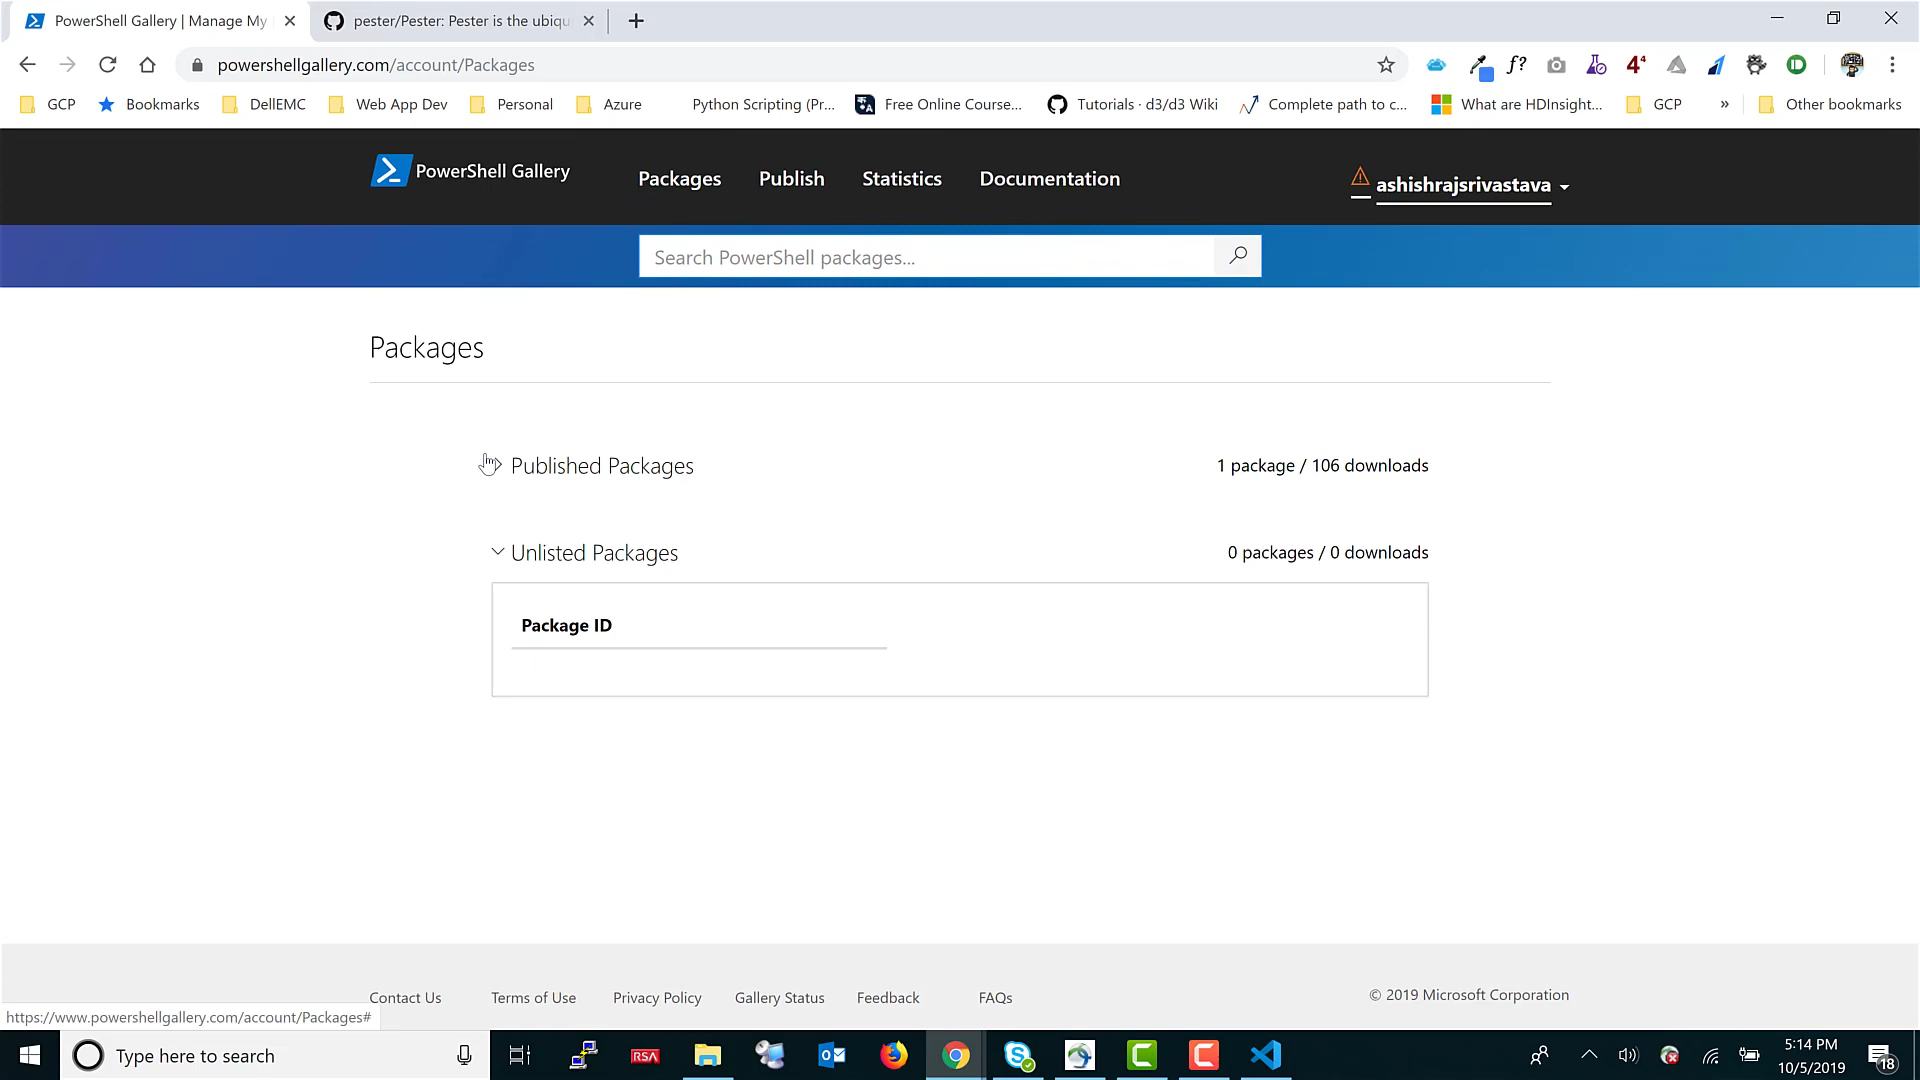 PowerShell Gallery | Manage My
pester/Pester: Pester is the ubiqu
powershellgallery.com/account/Packages
f?
4⁴
GCP
Bookmarks
DellEMC
Web App Dev
Personal
Azure
Python Scripting (Pr...
Free Online Course...
Tutorials · d3/d3 Wiki
Complete path to c...
What are HDInsight...
GCP
»
Other bookmarks
PowerShell Gallery
Packages
Publish
Statistics
Documentation
ashishrajsrivastava
Search PowerShell packages...
Packages
Published Packages
1 package / 106 downloads
Unlisted Packages
0 packages / 0 downloads
Package ID
Contact Us
Terms of Use
Privacy Policy
Gallery Status
Feedback
FAQs
© 2019 Microsoft Corporation
https://www.powershellgallery.com/account/Packages#
Type here to search
RSA
5:14 PM
10/5/2019
18